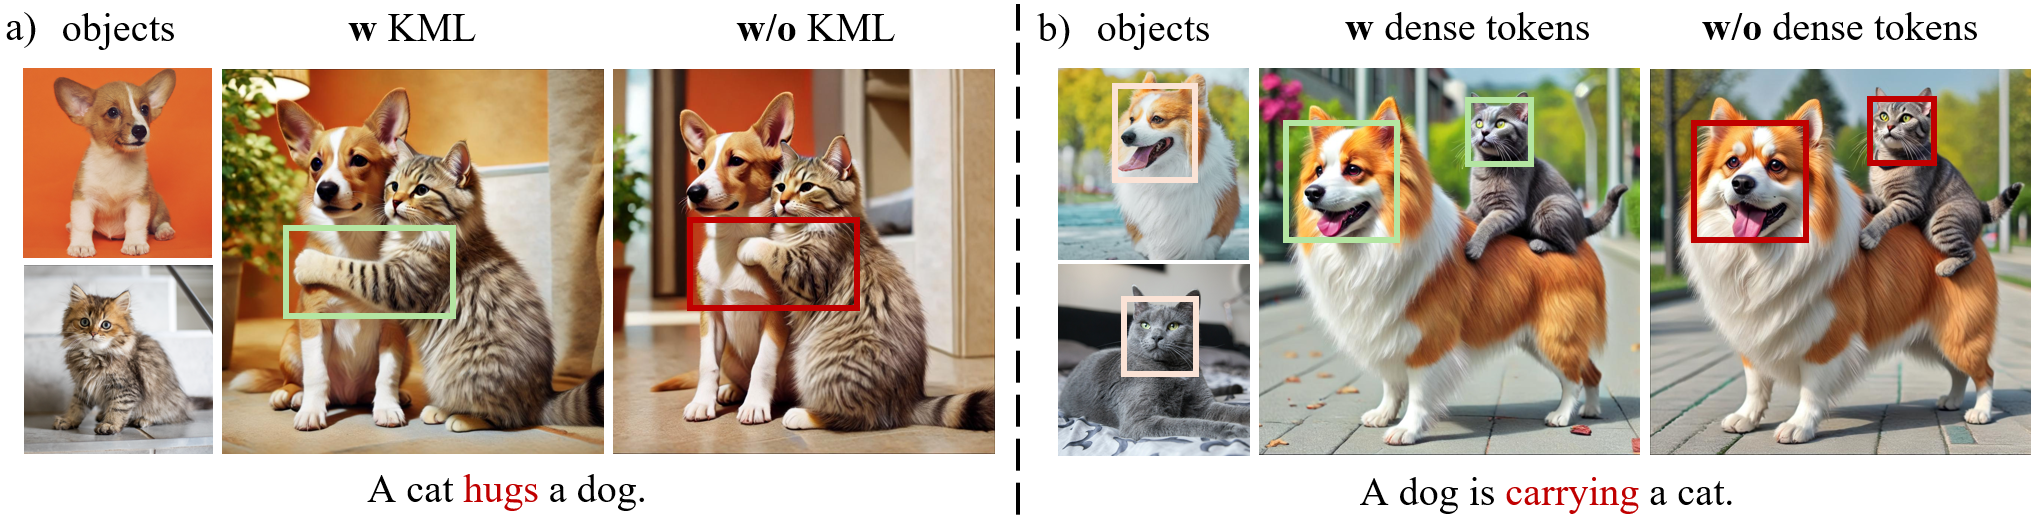 a) objects w KML w/o KML
A cat hugs a dog.
b) objects w dense tokens w/o dense tokens
A dog is carrying a cat.